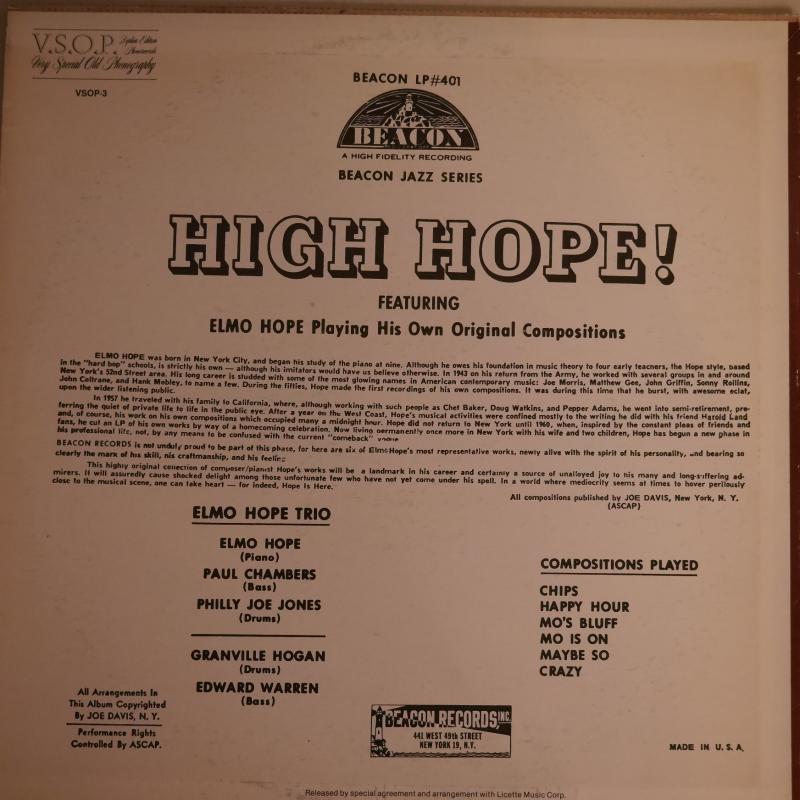 V.S.O.P.
Very Special Old Phonography
VSOP-3
BEACON LP#401
BEACON
A HIGH FIDELITY RECORDING
BEACON JAZZ SERIES
HIGH HOPE!
FEATURING
ELMO HOPE Playing His Own Original Compositions
ELMO HOPE was born in New York City, and began his study of the piano at nine. Although he owes his foundation in music theory to four early teachers, the Hope style, based
in the "hard bop" schools, is strictly his own — although his imitators would have us believe otherwise. In 1943 on his return from the Army, he worked with several groups in and around
New York's 52nd Street area. His long career is studded with some of the most glowing names in American contemporary music: Joe Morris, Matthew Gee, John Griffin, Sonny Rollins,
John Coltrane, and Hank Mobley, to name a few. During the fifties, Hope made the first recordings of his own compositions. It was during this time that he burst, with awesome eclat,
upon the wider listening public.
In 1957 he traveled with his family to California, where, although working with such people as Chet Baker, Doug Watkins, and Pepper Adams, he went into semi-retirement, pre-
ferring the quiet of private life to life in the public eye. After a year on the West Coast, Hope's musical activities were confined mostly to the writing he did with his friend Harold Land
and, of course, his work on his own compositions which occupied many a midnight hour. Hope did not return to New York until 1960, when, inspired by the constant pleas of friends and
fans, he cut an LP of his own works by way of a homecoming celebration. Now living permanently once more in New York with his wife and two children, Hope has begun a new phase in
his professional life, not, by any means to be confused with the current "comeback" vogue
BEACON RECORDS is not unduly proud to be part of this phase, for here are six of Elmo Hope's most representative works, newly alive with the spirit of his personality, and bearing so
clearly the mark of his skill, his craftmanship, and his feeling
This highly original collection of composer/pianist Hope's works will be a landmark in his career and certainly a source of unalloyed joy to his many and long-suffering ad-
mirers. It will assuredly cause shocked delight among those unfortunate few who have not yet come under his spell. In a world where mediocrity seems at times to hover perilously
close to the musical scene, one can take heart — for indeed, Hope Is Here.
All compositions published by JOE DAVIS, New York, N. Y.
(ASCAP)
ELMO HOPE TRIO
ELMO HOPE
(Piano)
PAUL CHAMBERS
(Bass)
PHILLY JOE JONES
(Drums)
GRANVILLE HOGAN
(Drums)
EDWARD WARREN
(Bass)
COMPOSITIONS PLAYED
CHIPS
HAPPY HOUR
MO'S BLUFF
MO IS ON
MAYBE SO
CRAZY
All Arrangements In
This Album Copyrighted
By JOE DAVIS, N. Y.
Performance Rights
Controlled By ASCAP.
BEACON RECORDS, INC.
441 WEST 49th STREET
NEW YORK 19, N.Y.
MADE IN U. S. A.
Released by special agreement and arrangement with Licette Music Corp.